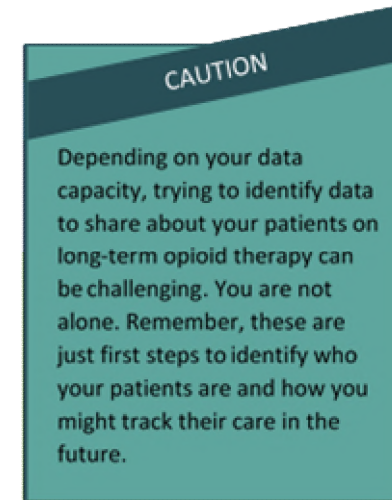 CAUTION
Depending on your data
capacity, trying to identify data
to share about your patients on
long-term opioid therapy can
be challenging. You are not
alone. Remember, these are
just first steps to identify who
your patients are and how you
might track their care in the
future.